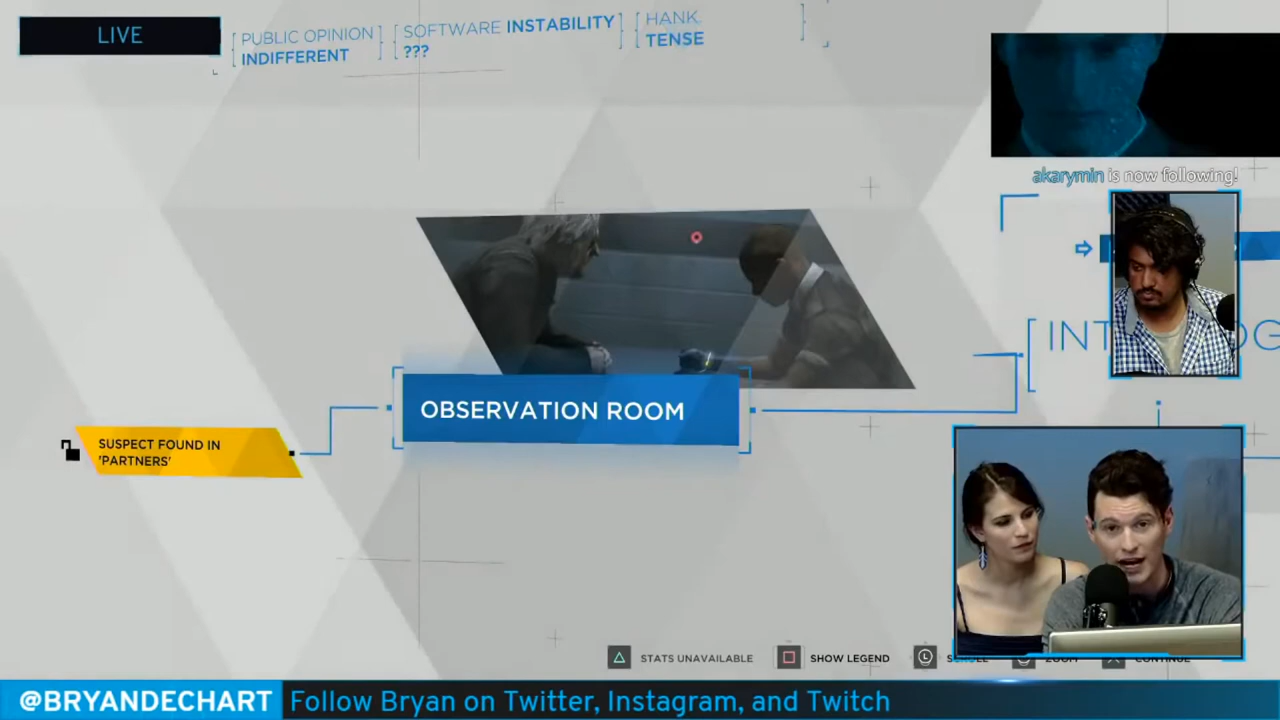 LIVE
PUBLIC OPINION
INDIFFERENT
SOFTWARE INSTABILITY
???
HANK
TENSE
akarymin is now following!
OBSERVATION ROOM
SUSPECT FOUND IN
'PARTNERS'
STATS UNAVAILABLE
SHOW LEGEND
@BRYANDECHART
Follow Bryan on Twitter, Instagram, and Twitch